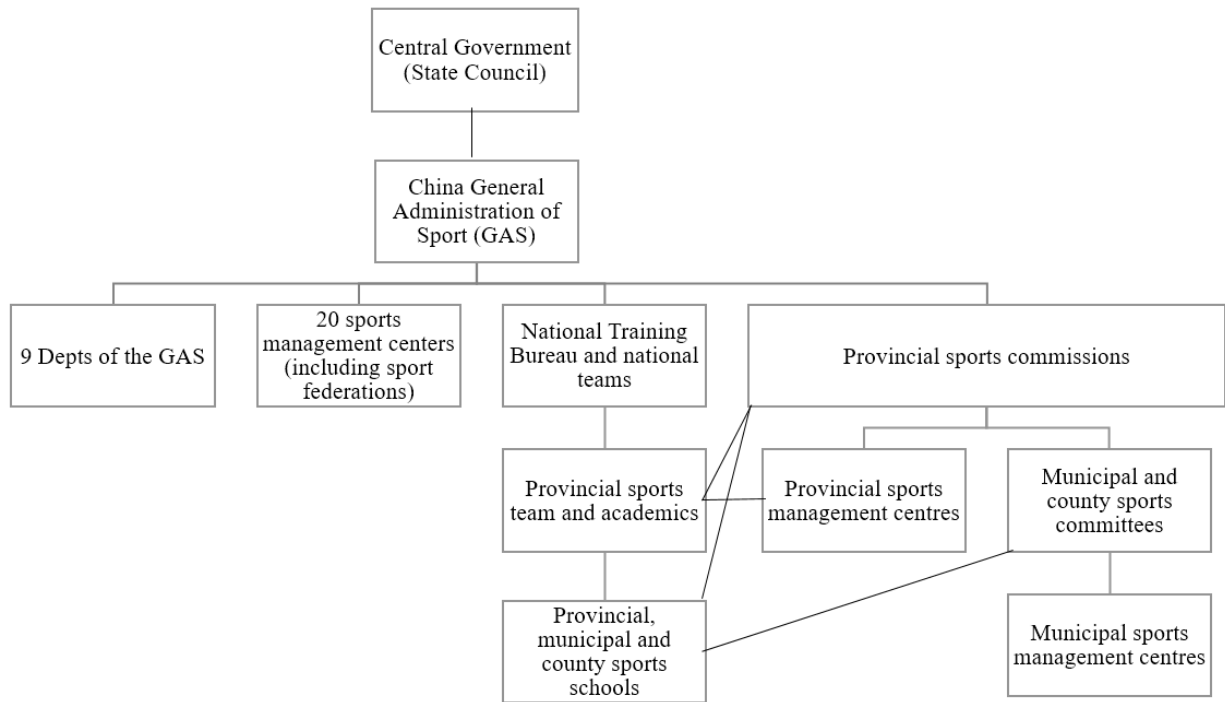 Central Government
(State Council)
China General
Administration of
Sport (GAS)
9 Depts of the GAS
20 sports
management centers
(including sport
federations)
National Training
Bureau and national
teams
Provincial sports commissions
Provincial sports
team and academics
Provincial sports
management centres
Municipal and
county sports
committees
Provincial,
municipal and
county sports
schools
Municipal sports
management centres